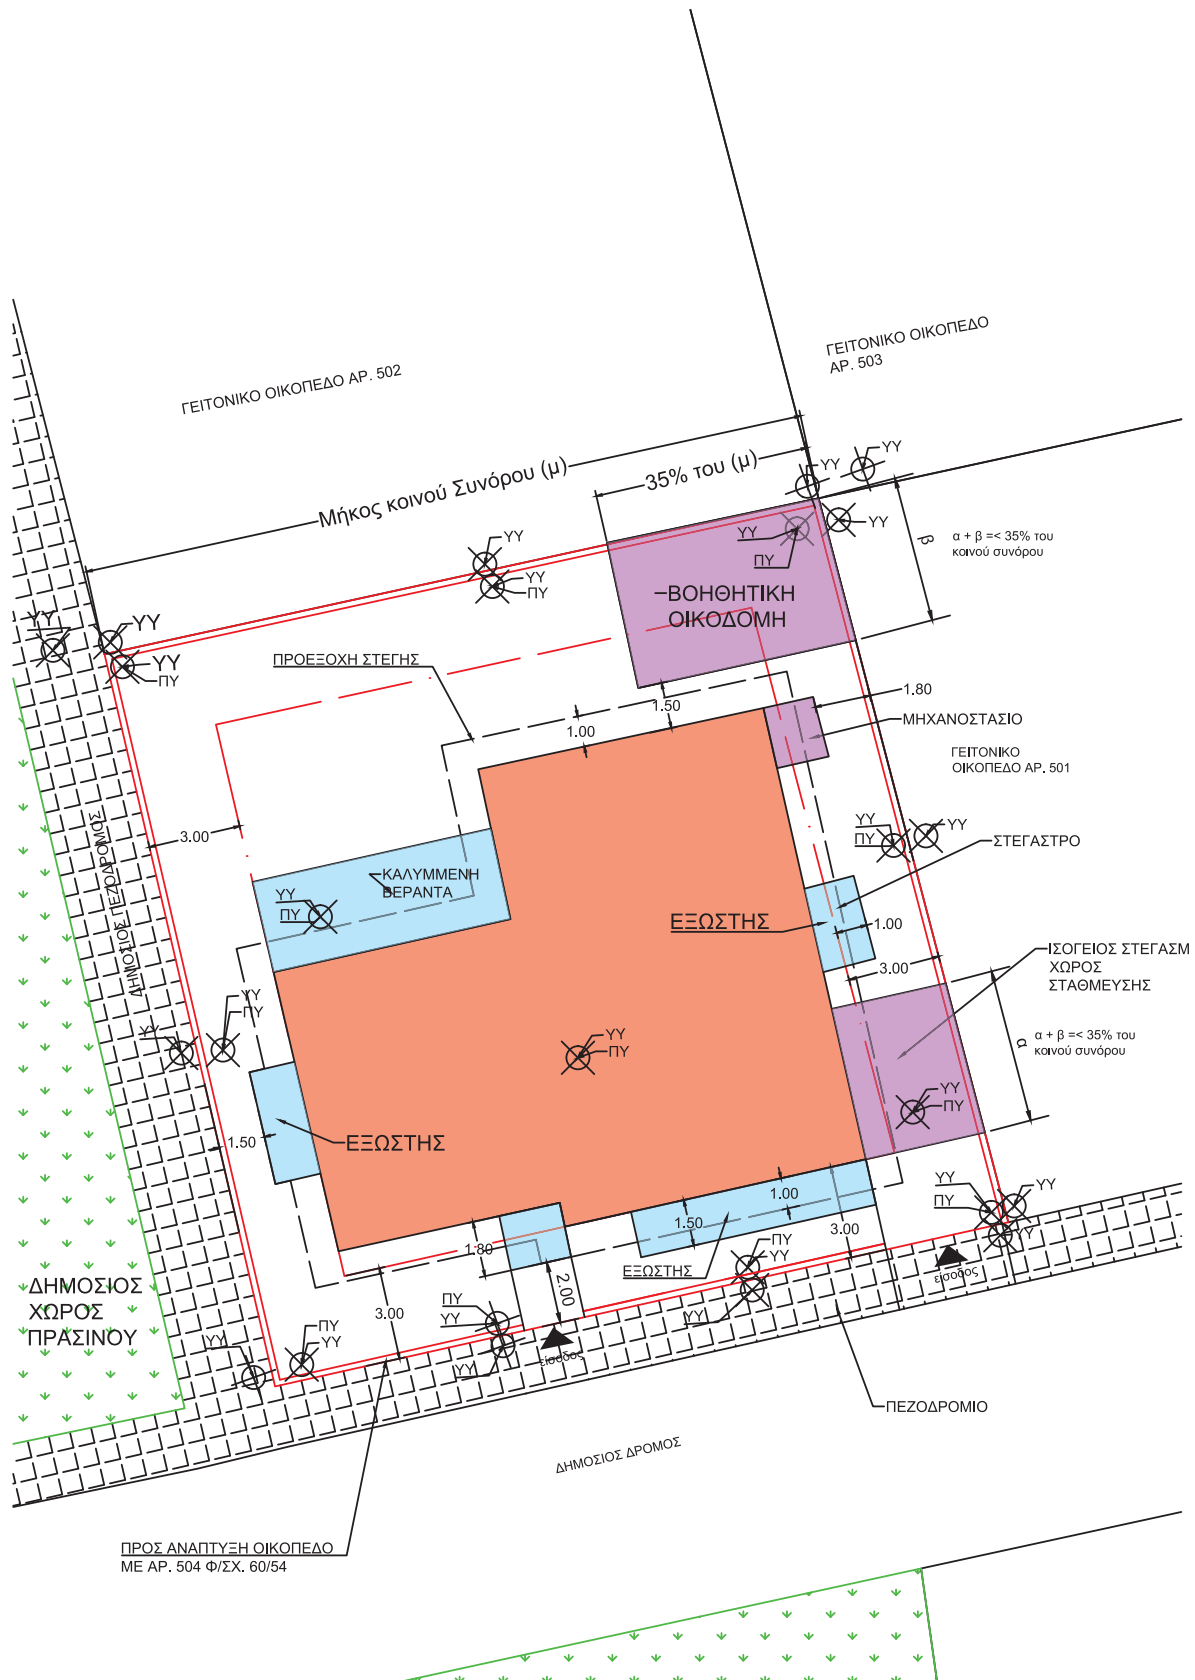 ΓΕΙΤΟΝΙΚΟ ΟΙΚΟΠΕΔΟ
ΑΡ. 503
ΓΕΙΤΟΝΙΚΟ ΟΙΚΟΠΕΔΟ ΑΡ. 502
Μήκος κοινού Συνόρου (μ)
35% του (μ)
ΥΥ
ΥΥ
ΥΥ
ΥΥ
ΠΥ
ΥΥ
ΥΥ
ΠΥ
β
α + β =< 35% του
κοινού συνόρου
ΒΟΗΘΗΤΙΚΗ
ΟΙΚΟΔΟΜΗ
ΥΥ
ΥΥ
ΥΥ
ΠΥ
ΠΡΟΕΞΟΧΗ ΣΤΕΓΗΣ
1.50
1.00
1.80
ΜΗΧΑΝΟΣΤΑΣΙΟ
ΓΕΙΤΟΝΙΚΟ
ΟΙΚΟΠΕΔΟ ΑΡ. 501
3.00
ΔΗΜΟΣΙΟΣ ΠΕΖΟΔΡΟΜΟΣ
ΥΥ
ΠΥ
ΥΥ
ΣΤΕΓΑΣΤΡΟ
ΚΑΛΥΜΜΕΝΗ
ΒΕΡΑΝΤΑ
ΥΥ
ΠΥ
ΕΞΩΣΤΗΣ
1.00
3.00
ΙΣΟΓΕΙΟΣ ΣΤΕΓΑΣΜ
ΧΩΡΟΣ
ΣΤΑΘΜΕΥΣΗΣ
ΥΥ
ΠΥ
ΥΥ
ΥΥ
ΠΥ
α
α + β =< 35% του
κοινού συνόρου
ΥΥ
ΠΥ
1.50
ΕΞΩΣΤΗΣ
ΥΥ
ΠΥ
ΥΥ
ΥΥ
1.00
1.50
3.00
1.80
ΕΞΩΣΤΗΣ
ΠΥ
ΥΥ
ΥΥ
2.00
3.00
είσοδος
ΔΗΜΟΣΙΟΣ
ΧΩΡΟΣ
ΠΡΑΣΙΝΟΥ
ΥΥ
ΠΥ
ΥΥ
ΠΥ
ΥΥ
ΥΥ
είσοδος
ΠΕΖΟΔΡΟΜΙΟ
ΔΗΜΟΣΙΟΣ ΔΡΟΜΟΣ
ΠΡΟΣ ΑΝΑΠΤΥΞΗ ΟΙΚΟΠΕΔΟ
ΜΕ ΑΡ. 504 Φ/ΣΧ. 60/54